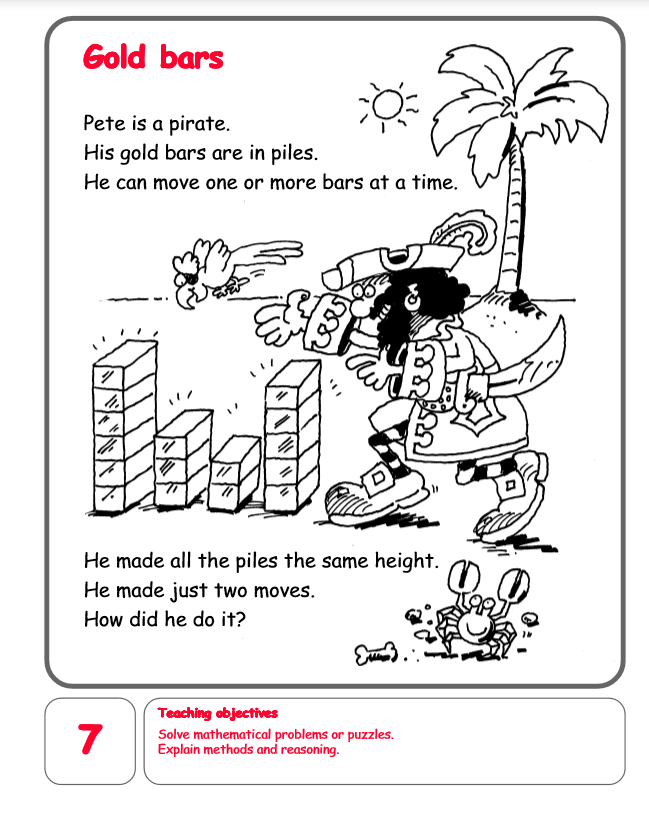 Gold bars
Pete is a pirate.
His gold bars are in piles.
He can move one or more bars at a time.
He made all the piles the same height.
He made just two moves.
How did he do it?
7
Teaching objectives
Solve mathematical problems or puzzles.
Explain methods and reasoning.